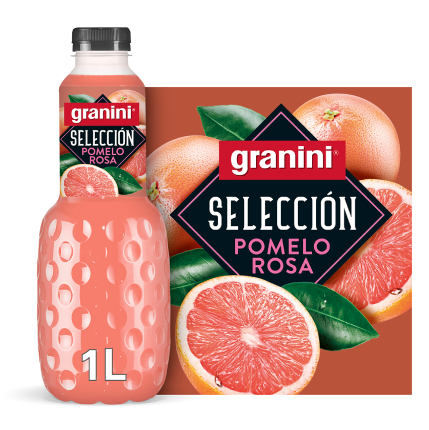 granini®
SELECCIÓN
POMELO
ROSA
1L
granini®
SELECCIÓN
POMELO
ROSA